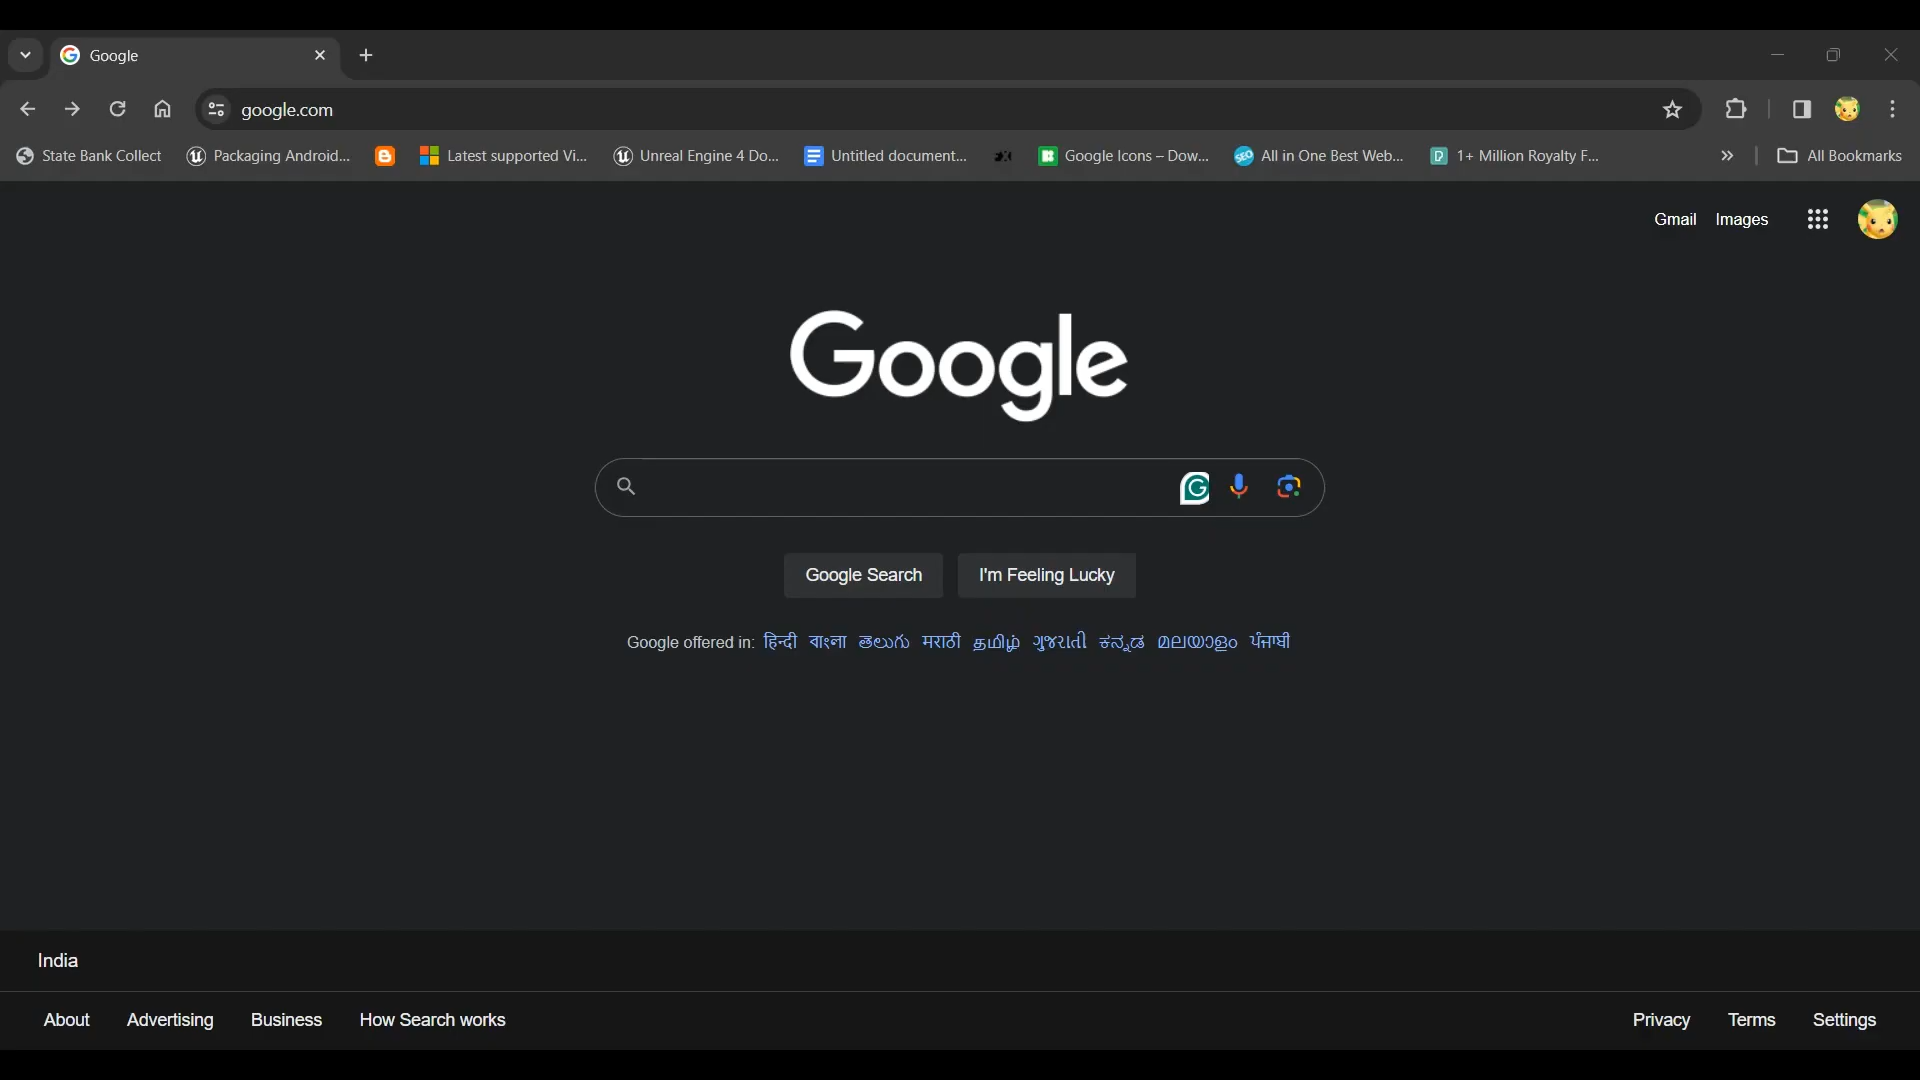 Google
google.com
State Bank Collect Packaging Android... Latest supported Vi... Unreal Engine 4 Do... Untitled document... Google Icons – Dow... All in One Best Web... 1+ Million Royalty F... All Bookmarks
Gmail Images
Google
Google Search I'm Feeling Lucky
Google offered in: हिन्दी বাংলা తెలుగు मराठी தமிழ் ગુજરાતી ಕನ್ನಡ മലയാളം ਪੰਜਾਬੀ
India
About Advertising Business How Search works Privacy Terms Settings